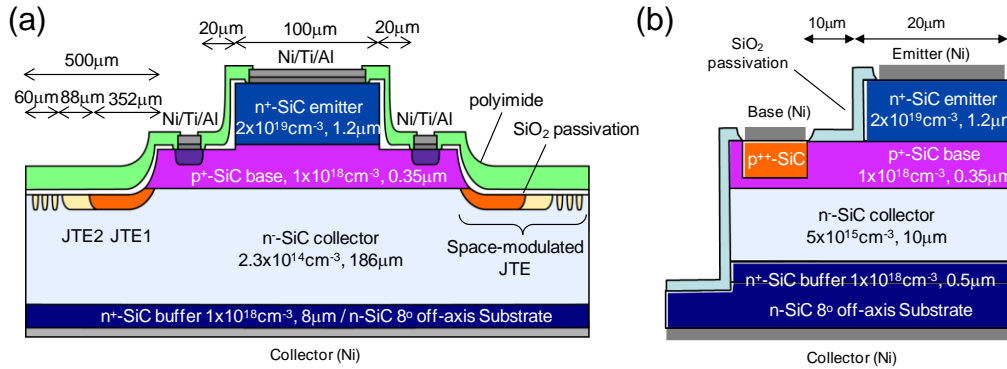 (a)
20μm 100μm 20μm
500μm
Ni/Ti/Al
60μm 88μm 352μm
Ni/Ti/Al
Ni/Ti/Al
n⁺-SiC emitter
2x10¹⁹cm⁻³, 1.2μm
polyimide
SiO₂ passivation
p⁺-SiC base, 1x10¹⁸cm⁻³, 0.35μm
JTE2 JTE1
n⁻-SiC collector
2.3x10¹⁴cm⁻³, 186μm
Space-modulated
JTE
n⁺-SiC buffer 1x10¹⁸cm⁻³, 8μm / n-SiC 8º off-axis Substrate
Collector (Ni)
(b)
10μm 20μm
SiO₂
passivation
Emitter (Ni)
Base (Ni)
n⁺-SiC emitter
2x10¹⁹cm⁻³, 1.2μm
p⁺⁺-SiC
p⁺-SiC base
1x10¹⁸cm⁻³, 0.35μm
n⁻-SiC collector
5x10¹⁵cm⁻³, 10μm
n⁺-SiC buffer 1x10¹⁸cm⁻³, 0.5μm
n-SiC 8º off-axis Substrate
Collector (Ni)